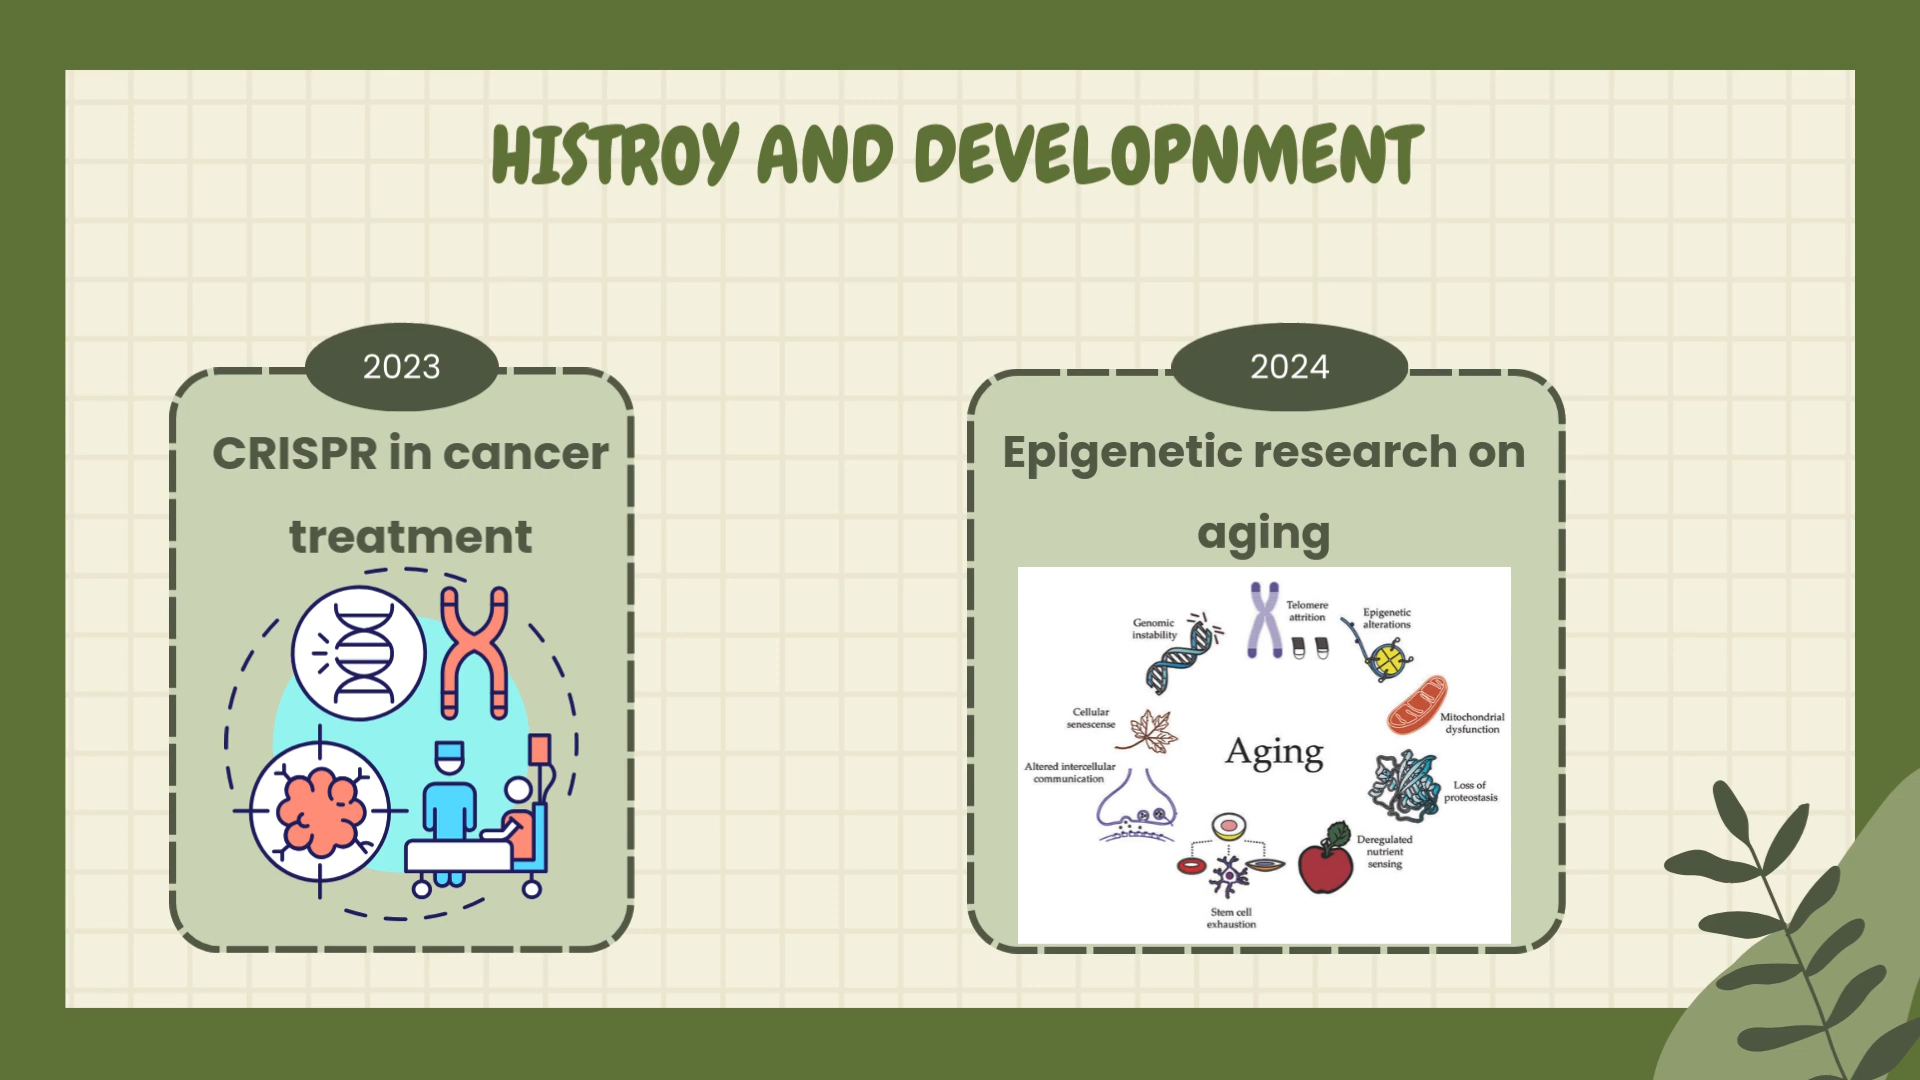 HISTROY AND DEVELOPNMENT
2023
CRISPR in cancer
treatment
2024
Epigenetic research on
aging
Telomere
attrition
Epigenetic
alterations
Genomic
instability
Mitochondrial
dysfunction
Cellular
senescense
Aging
Altered intercellular
communication
Loss of
proteostasis
Deregulated
nutrient
sensing
Stem cell
exhaustion